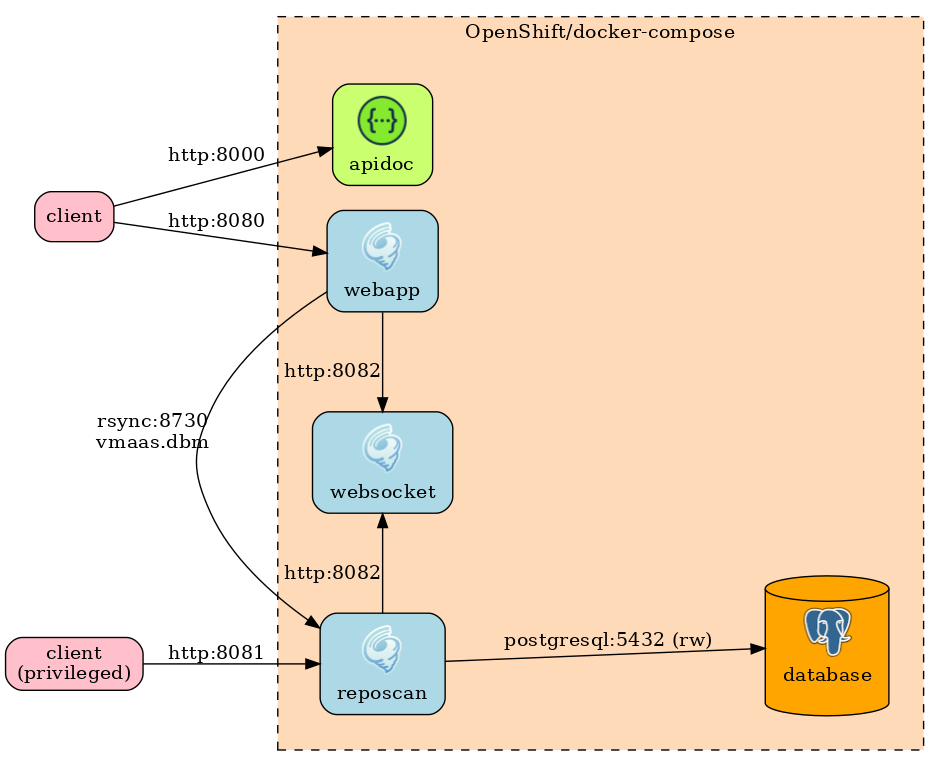 OpenShift/docker-compose
http:8000
apidoc
client
http:8080
webapp
http:8082
rsync:8730
vmaas.dbm
websocket
http:8082
client
(privileged)
http:8081
reposcan
postgresql:5432 (rw)
database